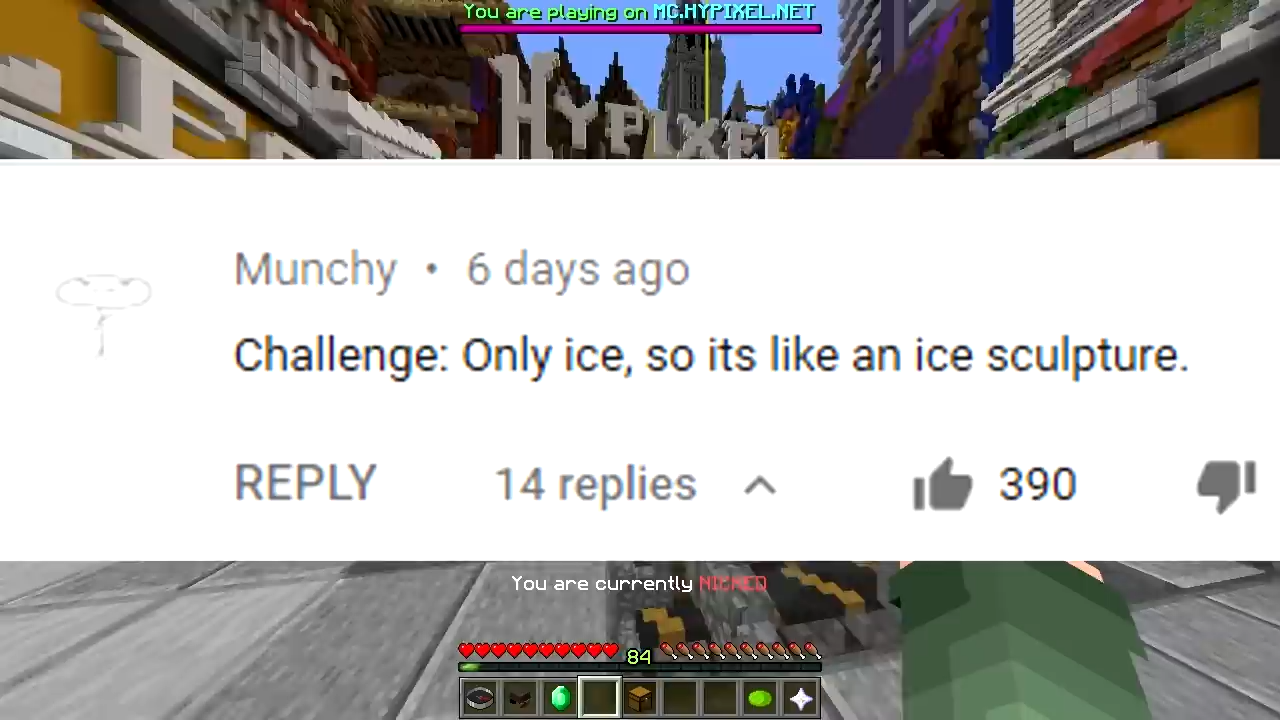 You are playing on MC.HYPIXEL.NET
HYPIXEL
Munchy • 6 days ago
Challenge: Only ice, so its like an ice sculpture.
REPLY 14 replies 390
You are currently NICKED
84